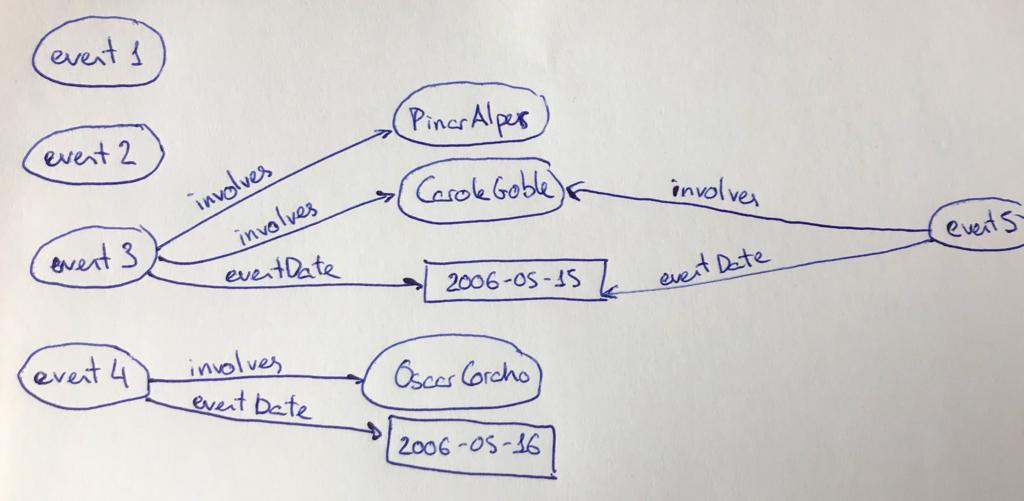 event 1
event 2
PinarAlper
involves
CaroleGoble
involves
involves
event 3
event5
eventDate
2006-05-15
eventDate
event 4
involves
OscarCorcho
eventDate
2006-05-16